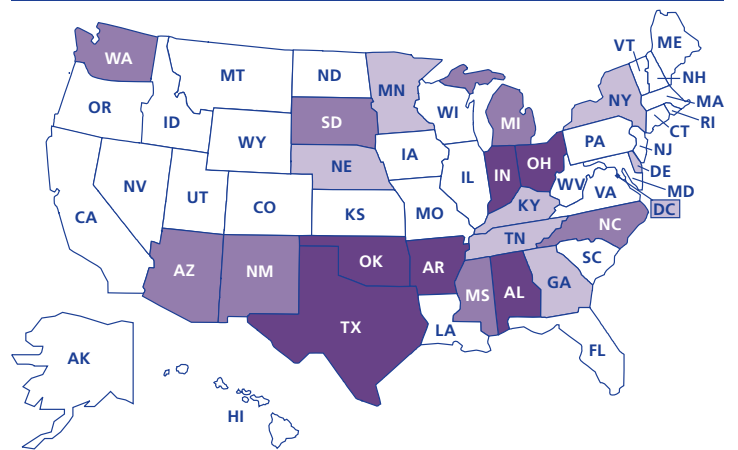 WA
MT
ND
MN
VT
ME
NH
MA
RI
CT
NY
OR
ID
SD
WI
MI
WY
NE
IA
PA
NJ
DE
MD
DC
NV
UT
CO
IL
IN
OH
WV
VA
CA
KS
MO
KY
NC
TN
AZ
NM
OK
AR
SC
MS
AL
GA
TX
LA
FL
AK
HI